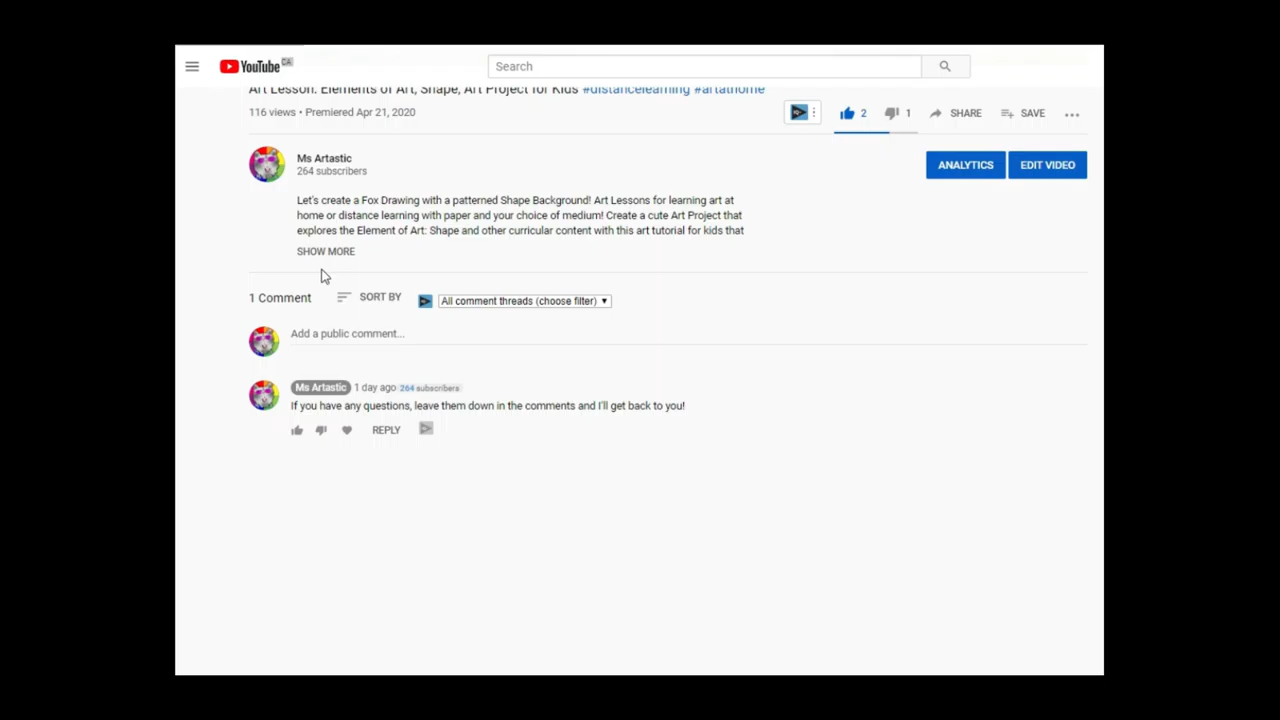 YouTube CA
Search
Art Lesson: Elements of Art, Shape, Art Project for Kids #distancelearning #artathome
116 views • Premiered Apr 21, 2020
2
1
SHARE
SAVE
Ms Artastic
264 subscribers
ANALYTICS
EDIT VIDEO
Let's create a Fox Drawing with a patterned Shape Background! Art Lessons for learning art at
home or distance learning with paper and your choice of medium! Create a cute Art Project that
explores the Element of Art: Shape and other curricular content with this art tutorial for kids that
SHOW MORE
1 Comment
SORT BY
All comment threads (choose filter)
Add a public comment...
Ms Artastic 1 day ago 264 subscribers
If you have any questions, leave them down in the comments and I'll get back to you!
REPLY